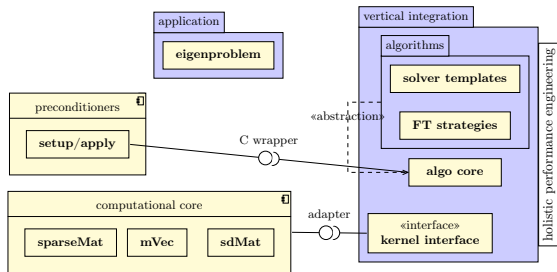 application
eigenproblem
vertical integration
algorithms
solver templates
«abstraction»
FT strategies
algo core
«interface»
kernel interface
holistic performance engineering
preconditioners
setup/apply
C wrapper
computational core
sparseMat
mVec
sdMat
adapter